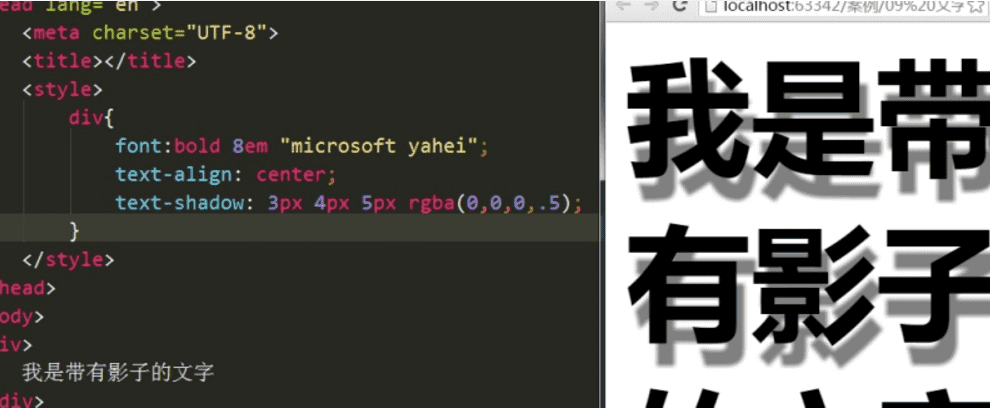 ead lang="en">
<meta charset="UTF-8">
<title></title>
<style>
div{
font:bold 8em "microsoft yahei";
text-align: center;
text-shadow: 3px 4px 5px rgba(0,0,0,.5);
}
</style>
head>
ody>
iv>
我是带有影子的文字
div>
localhost:63342/案例/09%20文字
我是带
有影子